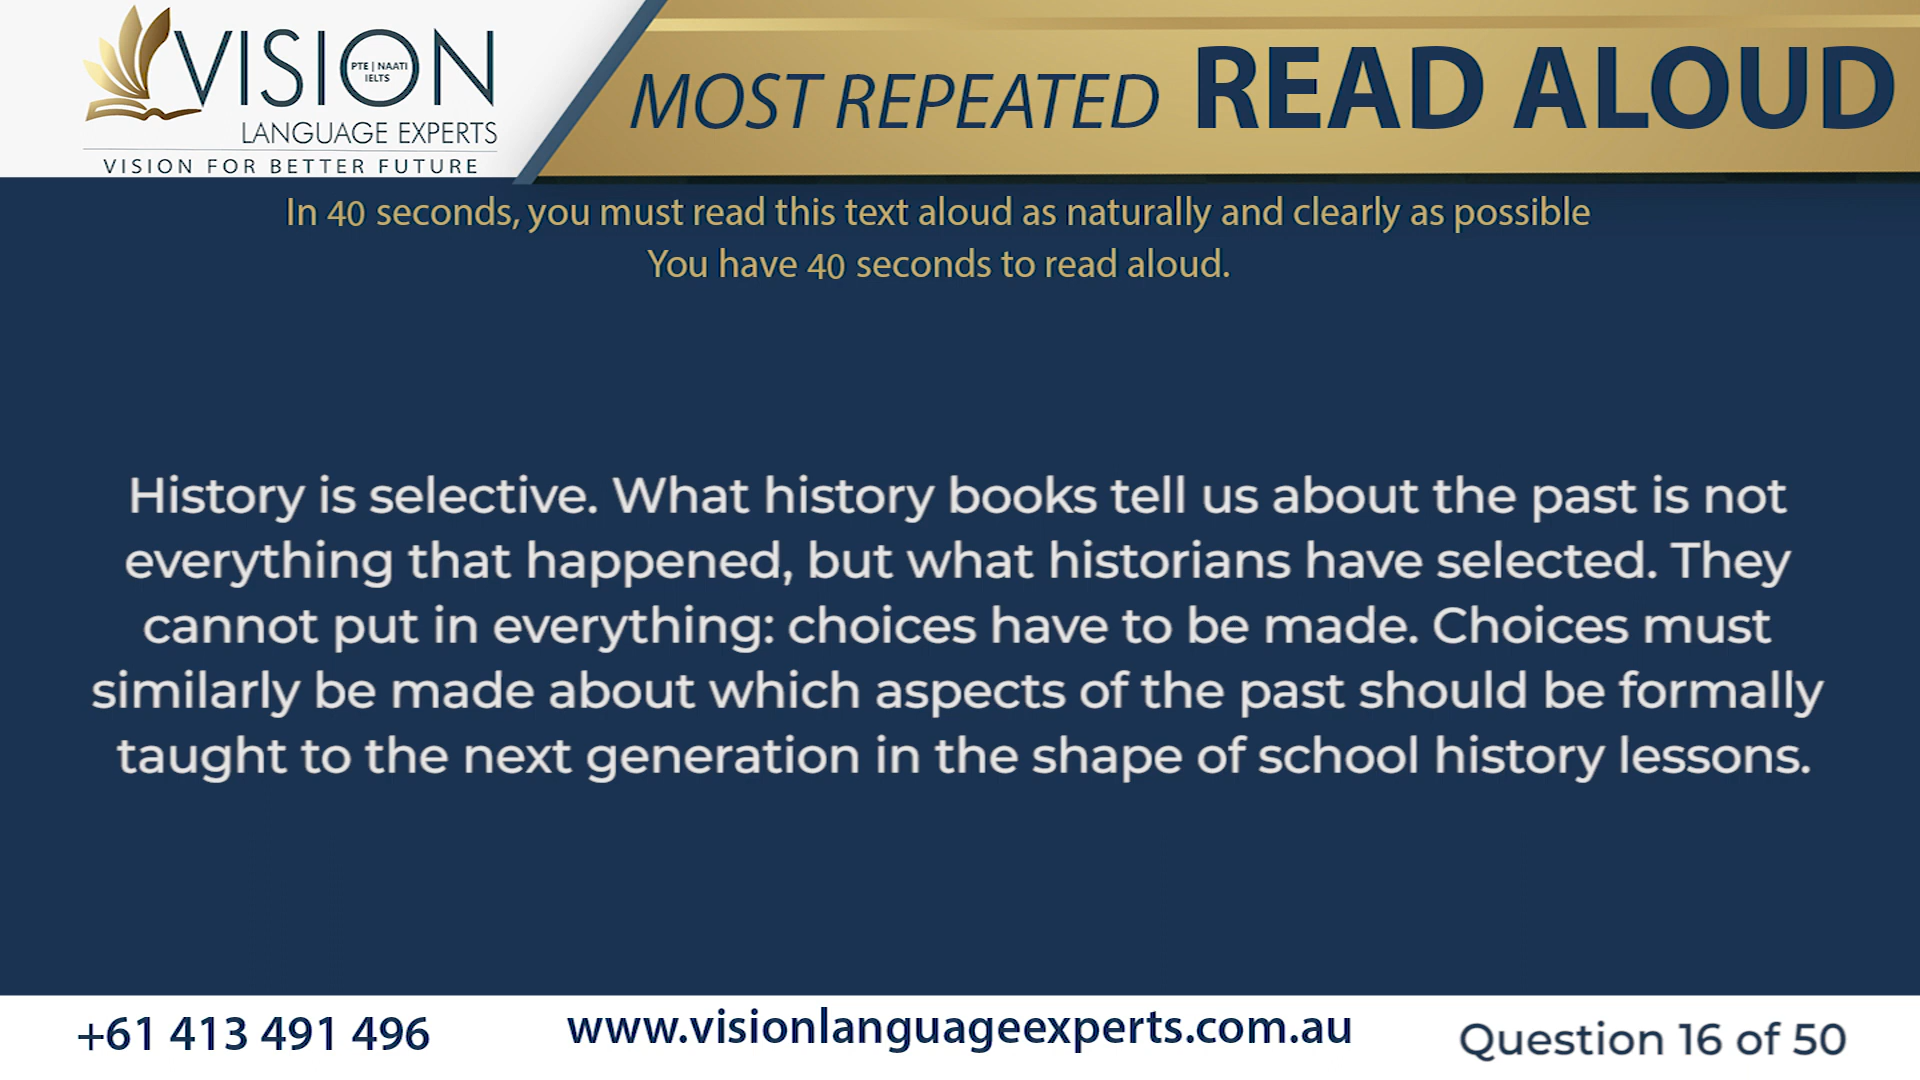 VISION
PTE | NAATI
IELTS
LANGUAGE EXPERTS
VISION FOR BETTER FUTURE
MOST REPEATED READ ALOUD
In 40 seconds, you must read this text aloud as naturally and clearly as possible
You have 40 seconds to read aloud.
History is selective. What history books tell us about the past is not
everything that happened, but what historians have selected. They
cannot put in everything: choices have to be made. Choices must
similarly be made about which aspects of the past should be formally
taught to the next generation in the shape of school history lessons.
+61 413 491 496
www.visionlanguageexperts.com.au
Question 16 of 50